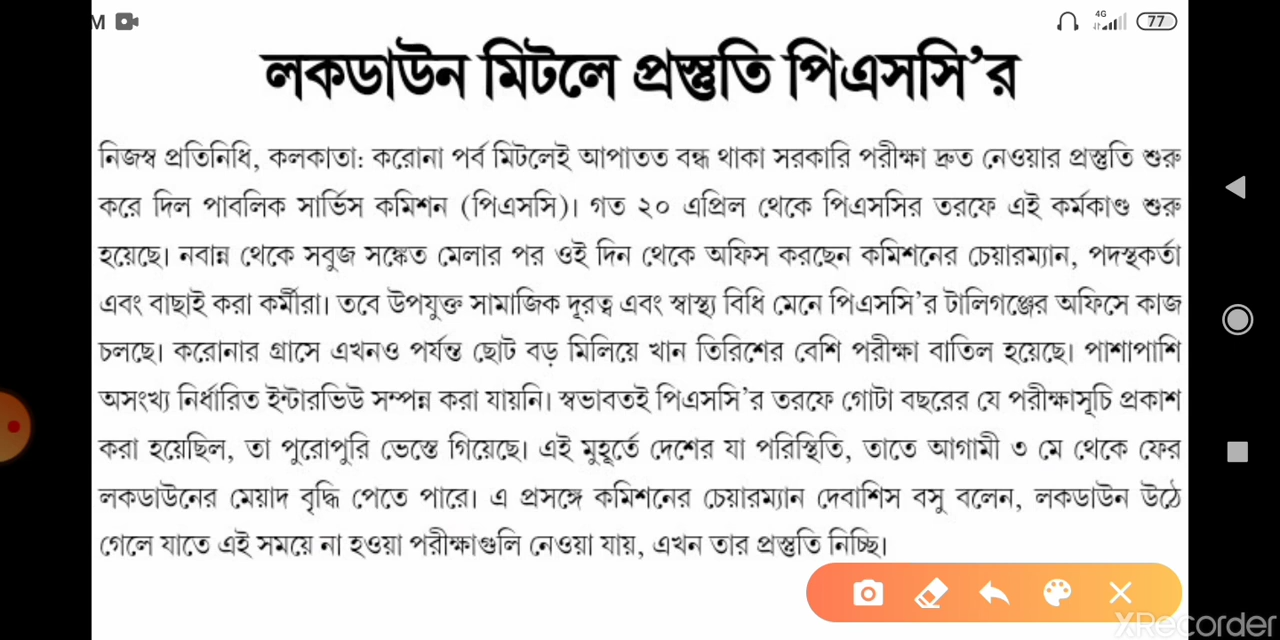 M
4G
77
লকডাউন মিটলে প্রস্তুতি পিএসসি’র
নিজস্ব প্রতিনিধি, কলকাতা: করোনা পর্ব মিটলেই আপাতত বন্ধ থাকা সরকারি পরীক্ষা দ্রুত নেওয়ার প্রস্তুতি শুরু
করে দিল পাবলিক সার্ভিস কমিশন (পিএসসি)। গত ২০ এপ্রিল থেকে পিএসসির তরফে এই কর্মকাণ্ড শুরু
হয়েছে। নবান্ন থেকে সবুজ সঙ্কেত মেলার পর ওই দিন থেকে অফিস করছেন কমিশনের চেয়ারম্যান, পদস্থকর্তা
এবং বাছাই করা কর্মীরা। তবে উপযুক্ত সামাজিক দূরত্ব এবং স্বাস্থ্য বিধি মেনে পিএসসি’র টালিগঞ্জের অফিসে কাজ
চলছে। করোনার গ্রাসে এখনও পর্যন্ত ছোট বড় মিলিয়ে খান তিরিশের বেশি পরীক্ষা বাতিল হয়েছে। পাশাপাশি
অসংখ্য নির্ধারিত ইন্টারভিউ সম্পন্ন করা যায়নি। স্বভাবতই পিএসসি’র তরফে গোটা বছরের যে পরীক্ষাসূচি প্রকাশ
করা হয়েছিল, তা পুরোপুরি ভেস্তে গিয়েছে। এই মুহূর্তে দেশের যা পরিস্থিতি, তাতে আগামী ৩ মে থেকে ফের
লকডাউনের মেয়াদ বৃদ্ধি পেতে পারে। এ প্রসঙ্গে কমিশনের চেয়ারম্যান দেবাশিস বসু বলেন, লকডাউন উঠে
গেলে যাতে এই সময়ে না হওয়া পরীক্ষাগুলি নেওয়া যায়, এখন তার প্রস্তুতি নিচ্ছি।
XRecorder